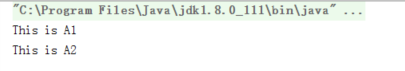 "C:\Program Files\Java\jdk1.8.0_111\bin\java" ...
This is A1
This is A2